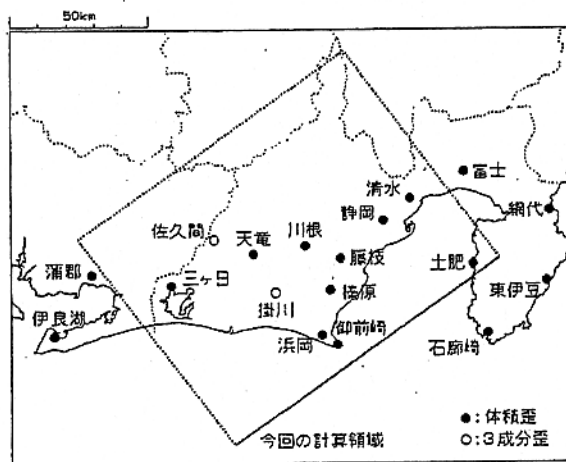 50km
富士
清水
静岡
網代
佐久間
天竜
川根
藤枝
土肥
蒲郡
三ヶ日
掛川
榛原
東伊豆
伊良湖
浜岡
御前崎
石廊崎
●:体積歪
今回の計算領域
○:3成分歪